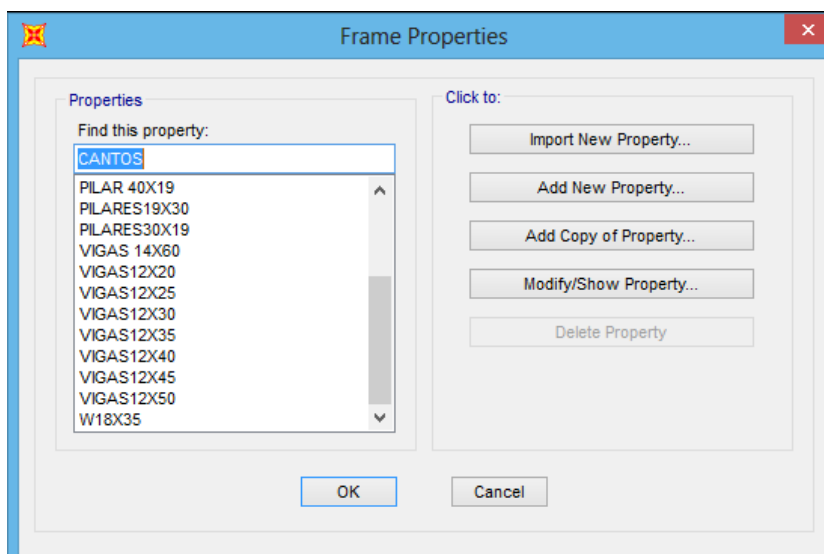 Frame Properties
Properties
Find this property:
CANTOS
PILAR 40X19
PILARES19X30
PILARES30X19
VIGAS 14X60
VIGAS12X20
VIGAS12X25
VIGAS12X30
VIGAS12X35
VIGAS12X40
VIGAS12X45
VIGAS12X50
W18X35
Click to:
Import New Property...
Add New Property...
Add Copy of Property...
Modify/Show Property...
Delete Property
OK
Cancel